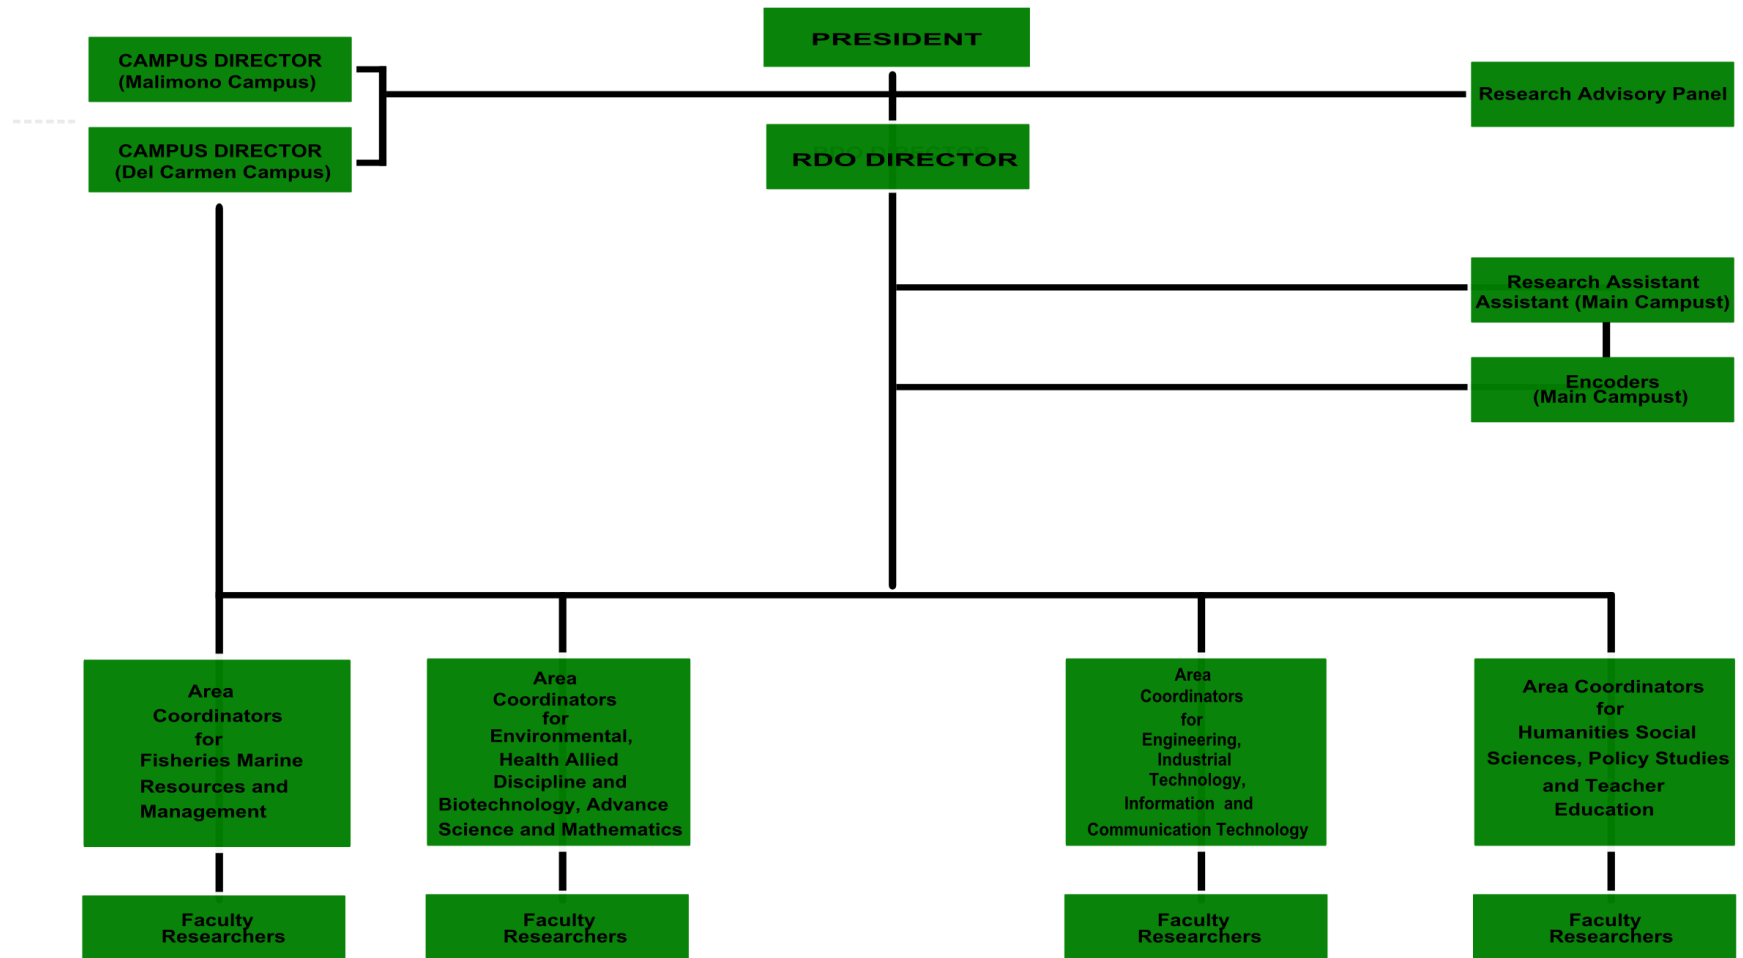 PRESIDENT
CAMPUS DIRECTOR
(Malimono Campus)
Research Advisory Panel
CAMPUS DIRECTOR
(Del Carmen Campus)
RDO DIRECTOR
Research Assistant
Assistant (Main Campust)
Encoders
(Main Campust)
Area
Coordinators
for
Fisheries Marine
Resources and
Management
Area
Coordinators
for
Environmental,
Health Allied
Discipline and
Biotechnology, Advance
Science and Mathematics
Area
Coordinators
for
Engineering,
Industrial
Technology,
Information and
Communication Technology
Area Coordinators
for
Humanities Social
Sciences, Policy Studies
and Teacher
Education
Faculty
Researchers
Faculty
Researchers
Faculty
Researchers
Faculty
Researchers